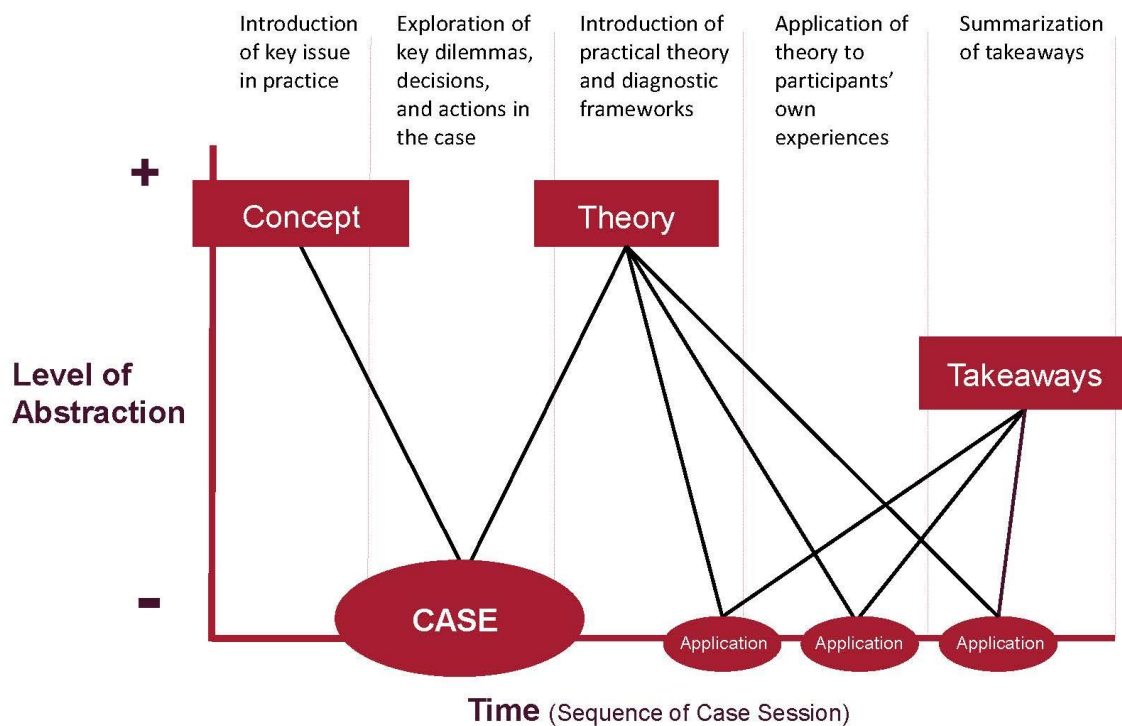 Introduction
of key issue
in practice
Exploration of
key dilemmas,
decisions,
and actions in
the case
Introduction of
practical theory
and diagnostic
frameworks
Application of
theory to
participants’
own
experiences
Summarization
of takeaways
+
Concept
Theory
Level of
Abstraction
Takeaways
-
CASE
Application
Application
Application
Time (Sequence of Case Session)